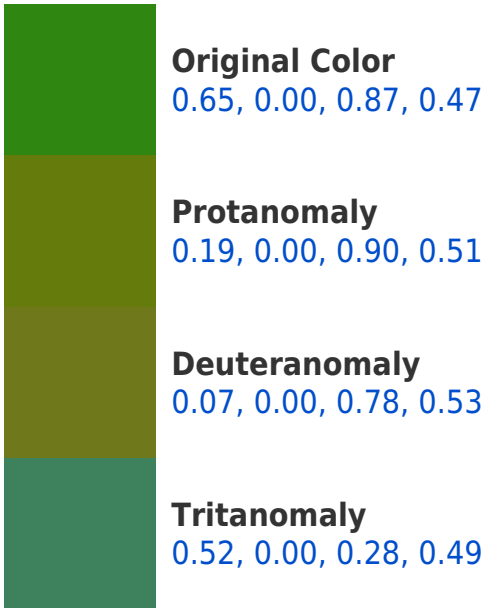 Original Color
0.65, 0.00, 0.87, 0.47
Protanomaly
0.19, 0.00, 0.90, 0.51
Deuteranomaly
0.07, 0.00, 0.78, 0.53
Tritanomaly
0.52, 0.00, 0.28, 0.49